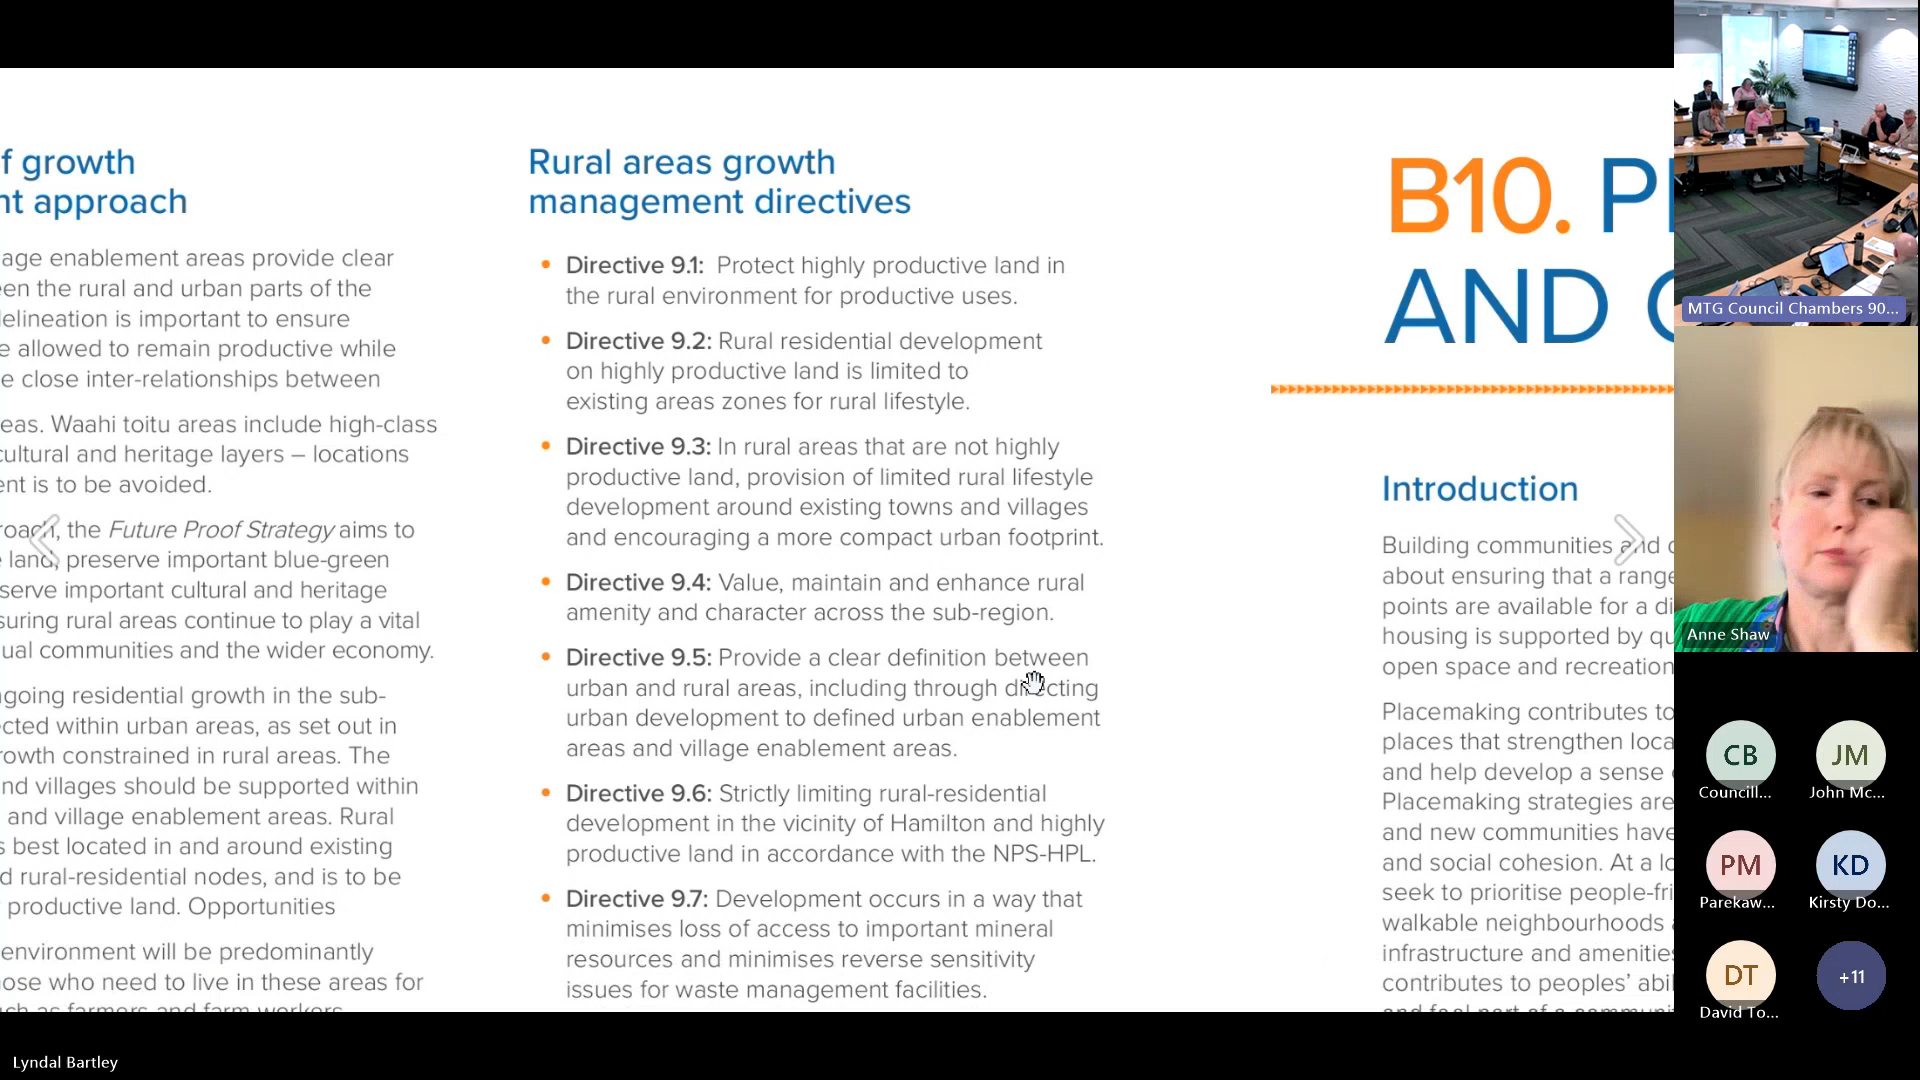 f growth
nt approach
age enablement areas provide clear
een the rural and urban parts of the
delineation is important to ensure
e allowed to remain productive while
e close inter-relationships between
eas. Waahi toitu areas include high-class
cultural and heritage layers – locations
ent is to be avoided.
roach, the Future Proof Strategy aims to
e land, preserve important blue-green
serve important cultural and heritage
suring rural areas continue to play a vital
ual communities and the wider economy.
ngoing residential growth in the sub-
cted within urban areas, as set out in
rowth constrained in rural areas. The
nd villages should be supported within
and village enablement areas. Rural
s best located in and around existing
d rural-residential nodes, and is to be
productive land. Opportunities
environment will be predominantly
ose who need to live in these areas for
such as farmers and farm workers
Rural areas growth
management directives
• Directive 9.1: Protect highly productive land in
the rural environment for productive uses.
• Directive 9.2: Rural residential development
on highly productive land is limited to
existing areas zones for rural lifestyle.
• Directive 9.3: In rural areas that are not highly
productive land, provision of limited rural lifestyle
development around existing towns and villages
and encouraging a more compact urban footprint.
• Directive 9.4: Value, maintain and enhance rural
amenity and character across the sub-region.
• Directive 9.5: Provide a clear definition between
urban and rural areas, including through directing
urban development to defined urban enablement
areas and village enablement areas.
• Directive 9.6: Strictly limiting rural-residential
development in the vicinity of Hamilton and highly
productive land in accordance with the NPS-HPL.
• Directive 9.7: Development occurs in a way that
minimises loss of access to important mineral
resources and minimises reverse sensitivity
issues for waste management facilities.
B10. P
AND
Introduction
Building communities and
about ensuring that a range
points are available for a di
housing is supported by qu
open space and recreation
Placemaking contributes to
places that strengthen loca
and help develop a sense
Placemaking strategies are
and new communities have
and social cohesion. At a lo
seek to prioritise people-fri
walkable neighbourhoods
infrastructure and amenities
contributes to peoples' abil
and feel part of a commun
MTG Council Chambers 90...
Anne Shaw
CB
Councill...
JM
John Mc...
PM
Parekaw...
KD
Kirsty Do...
DT
David To...
+11
Lyndal Bartley